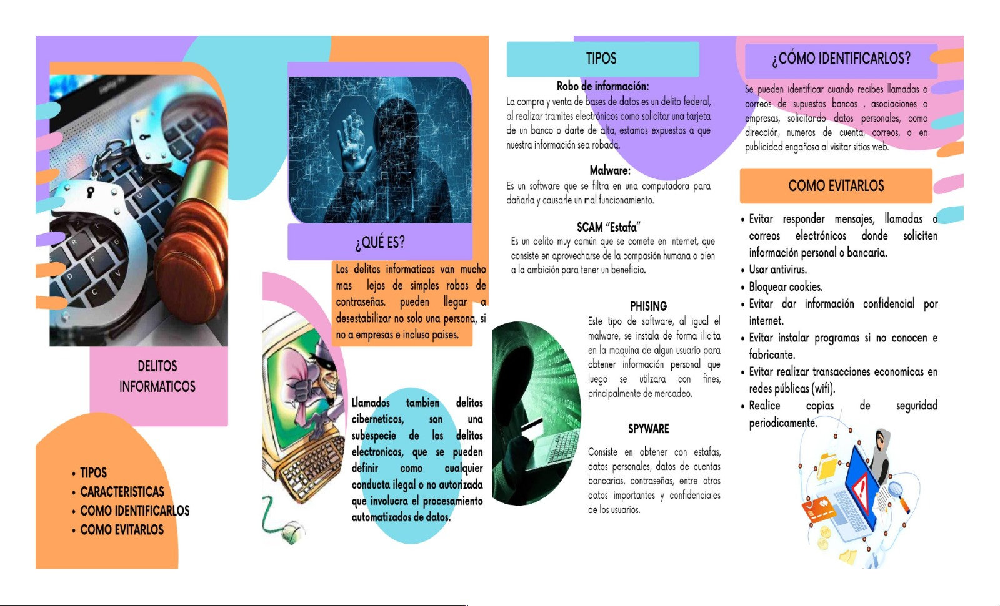 DELITOS
INFORMATICOS
• TIPOS
• CARACTERISTICAS
• COMO IDENTIFICARLOS
• COMO EVITARLOS
¿QUÉ ES?
Los delitos informaticos van mucho
mas lejos de simples robos de
contraseñas. pueden llegar a
desestabilizar no solo una persona, si
no a empresas e incluso paises.
Llamados tambien delitos
ciberneticos, son una
subespecie de los delitos
electronicos, que se pueden
definir como cualquier
conducta ilegal o no autorizada
que involucra el procesamiento
automatizados de datos.
TIPOS
Robo de información:
La compra y venta de bases de datos es un delito federal,
al realizar tramites electrónicos como solicitar una tarjeta
de un banco o darte de alta, estamos expuestos a que
nuestra información sea robada.
Malware:
Es un software que se filtra en una computadora para
dañarla y causarle un mal funcionamiento.
SCAM “Estafa”
Es un delito muy común que se comete en internet, que
consiste en aprovecharse de la compasión humana o bien
a la ambición para tener un beneficio.
PHISING
Este tipo de software, al igual el
malware, se instala de forma ilicita
en la maquina de algun usuario para
obtener información personal que
luego se utilzara con fines,
principalmente de mercadeo.
SPYWARE
Consiste en obtener con estafas,
datos personales, datos de cuentas
bancarias, contraseñas, entre otros
datos importantes y confidenciales
de los usuarios.
¿CÓMO IDENTIFICARLOS?
Se pueden identificar cuando recibes llamadas o
correos de supuestos bancos , asociaciones o
empresas, solicitando datos personales, como
dirección, numeros de cuenta, correos, o en
publicidad engañosa al visitar sitios web.
COMO EVITARLOS
• Evitar responder mensajes, llamadas o
correos electrónicos donde soliciten
información personal o bancaria.
• Usar antivirus.
• Bloquear cookies.
• Evitar dar información confidencial por
internet.
• Evitar instalar programas si no conocen e
fabricante.
• Evitar realizar transacciones economicas en
redes públicas (wifi).
• Realice copias de seguridad
periodicamente.